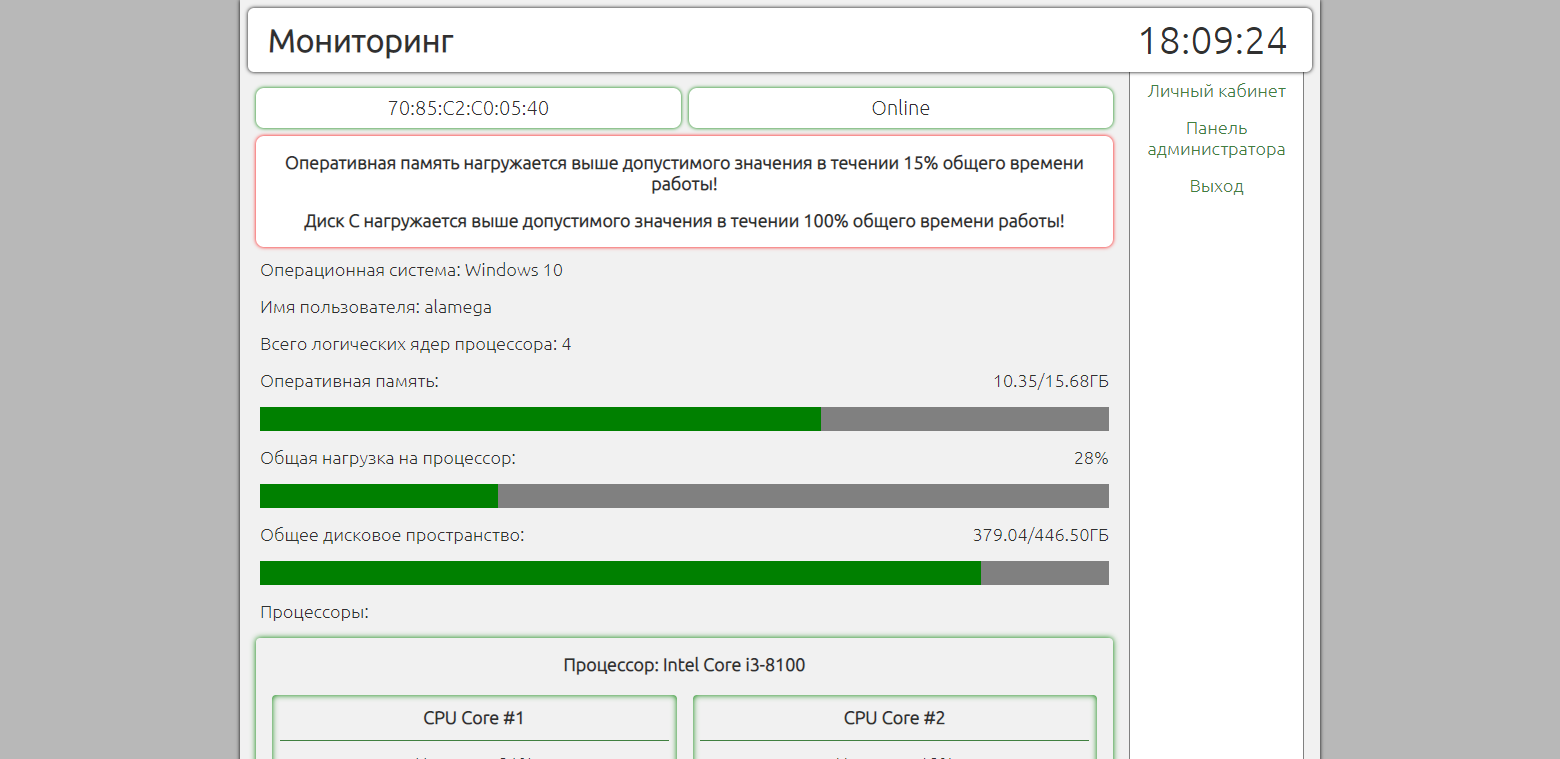 Мониторинг
18:09:24
70:85:C2:C0:05:40
Online
Личный кабинет
Панель
администратора
Выход
Оперативная память нагружается выше допустимого значения в течении 15% общего времени
работы!
Диск C нагружается выше допустимого значения в течении 100% общего времени работы!
Операционная система: Windows 10
Имя пользователя: alamega
Всего логических ядер процессора: 4
Оперативная память:
10.35/15.68ГБ
Общая нагрузка на процессор:
28%
Общее дисковое пространство:
379.04/446.50ГБ
Процессоры:
Процессор: Intel Core i3-8100
CPU Core #1
CPU Core #2